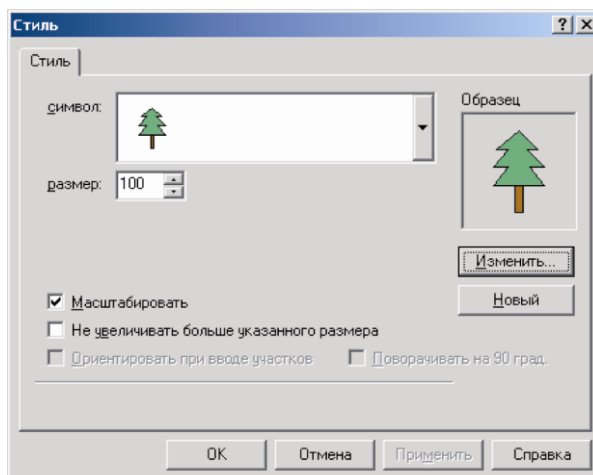 Стиль
Стиль
символ:
Образец
размер: 100
Изменить...
Новый
Масштабировать
Не увеличивать больше указанного размера
Ориентировать при вводе участков Поворачивать на 90 град.
OK Отмена Применить Справка